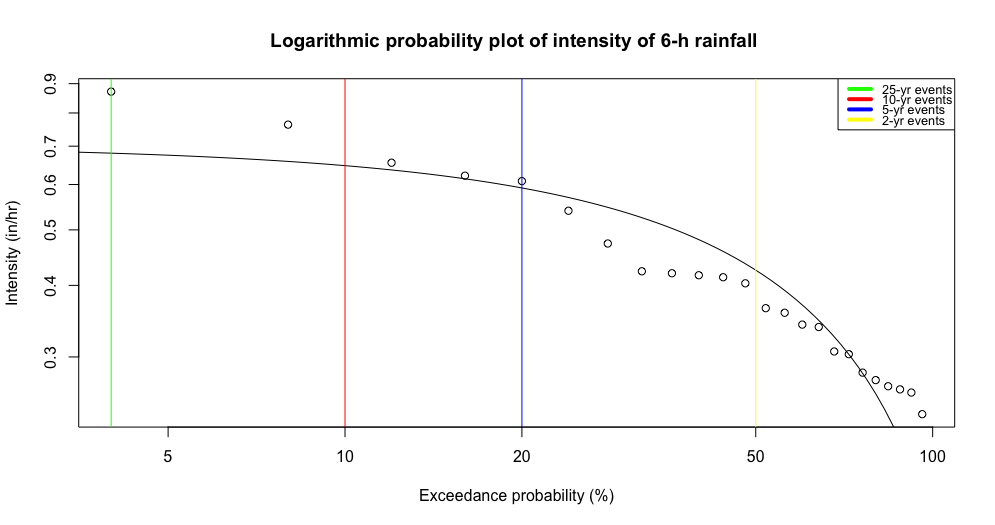 Logarithmic probability plot of intensity of 6-h rainfall
0.9
0.7
0.6
0.5
0.4
0.3
Intensity (in/hr)
25-yr events
10-yr events
5-yr events
2-yr events
5 10 20 50 100
Exceedance probability (%)